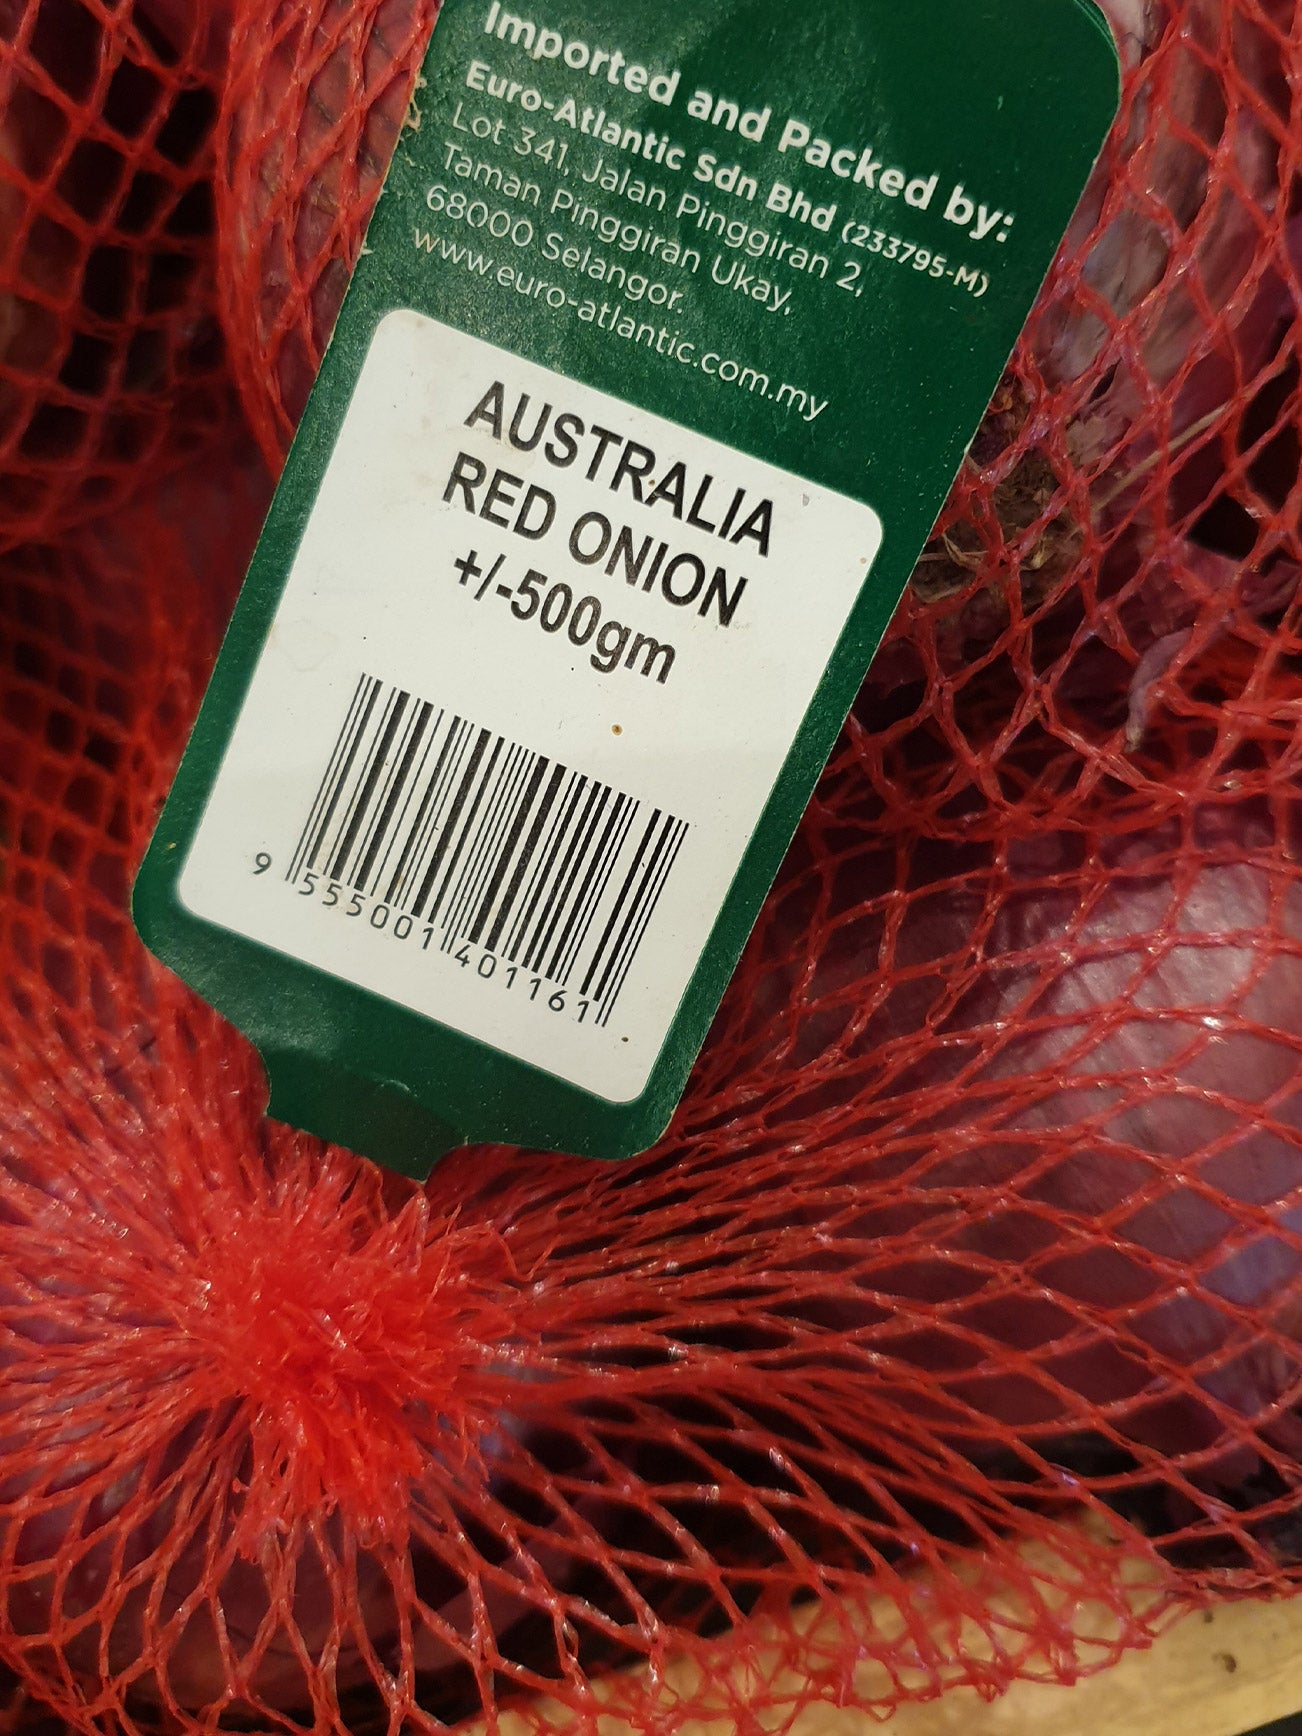 Imported and Packed by:
Euro-Atlantic Sdn Bhd (233795-M)
Lot 341, Jalan Pinggiran 2,
Taman Pinggiran Ukay,
68000 Selangor.
www.euro-atlantic.com.my
AUSTRALIA
RED ONION
+/-500gm
9 555001 401161